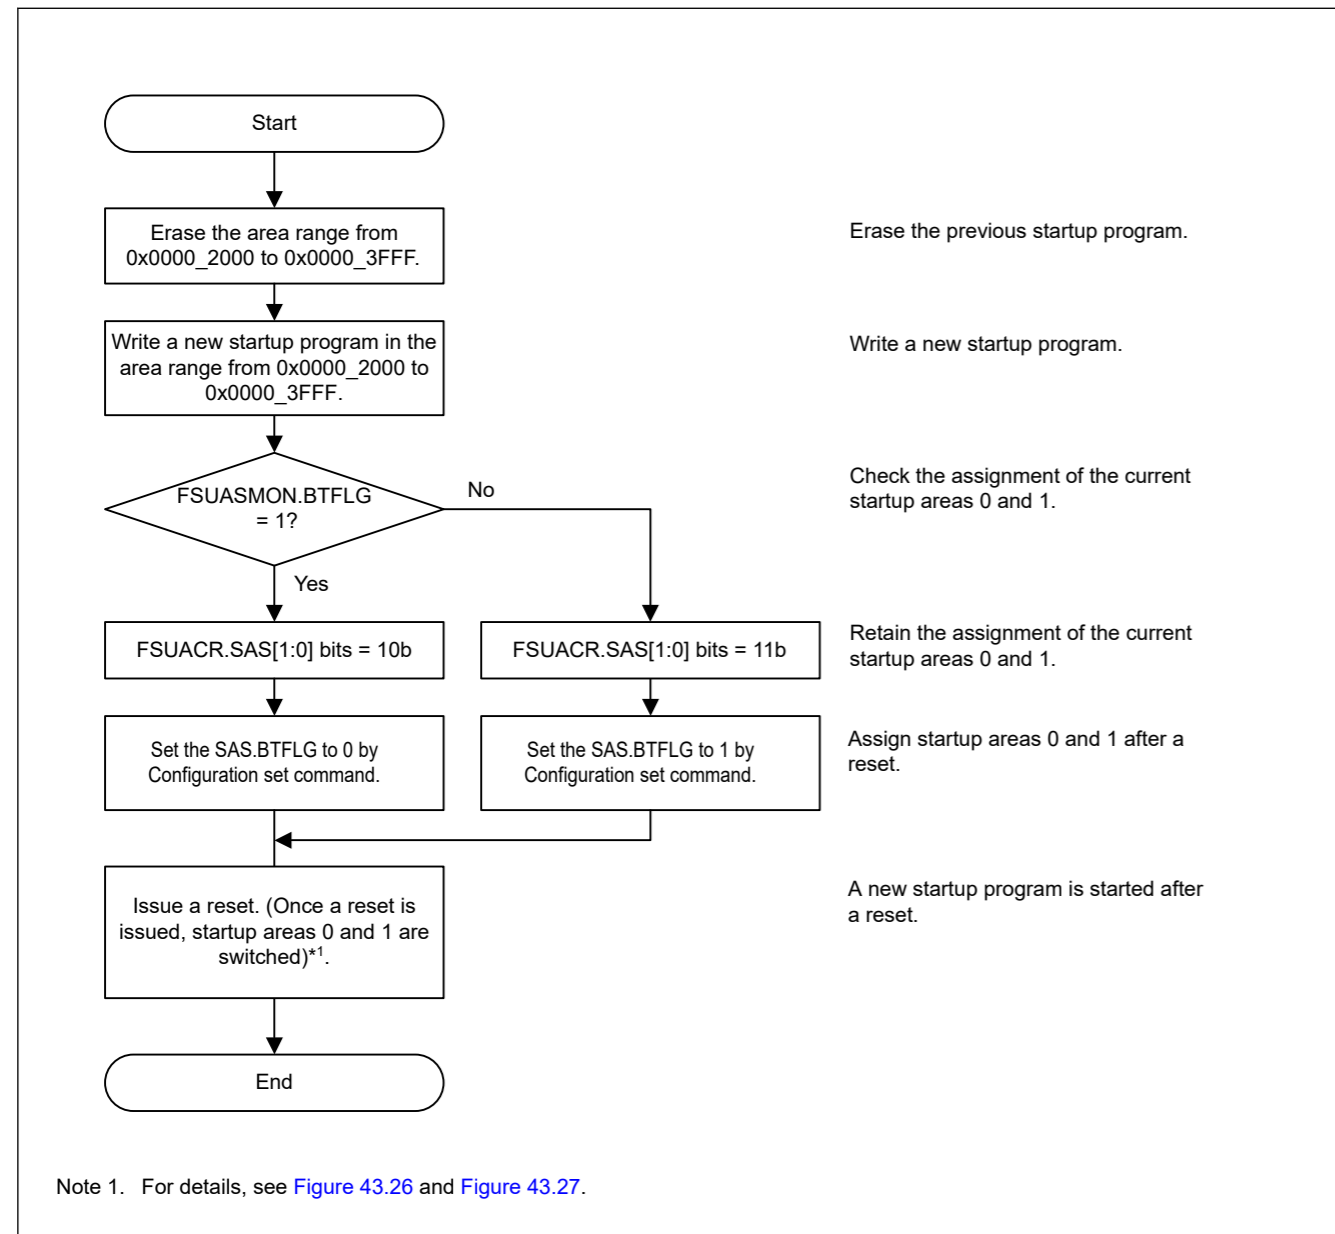 Start
Erase the area range from
0x0000_2000 to 0x0000_3FFF.
Erase the previous startup program.
Write a new startup program in the
area range from 0x0000_2000 to
0x0000_3FFF.
Write a new startup program.
FSUASMON.BTFLG
= 1?
No
Check the assignment of the current
startup areas 0 and 1.
Yes
FSUACR.SAS[1:0] bits = 10b
FSUACR.SAS[1:0] bits = 11b
Retain the assignment of the current
startup areas 0 and 1.
Set the SAS.BTFLG to 0 by
Configuration set command.
Set the SAS.BTFLG to 1 by
Configuration set command.
Assign startup areas 0 and 1 after a
reset.
Issue a reset. (Once a reset is
issued, startup areas 0 and 1 are
switched)*1.
A new startup program is started after
a reset.
End
Note 1. For details, see Figure 43.26 and Figure 43.27.